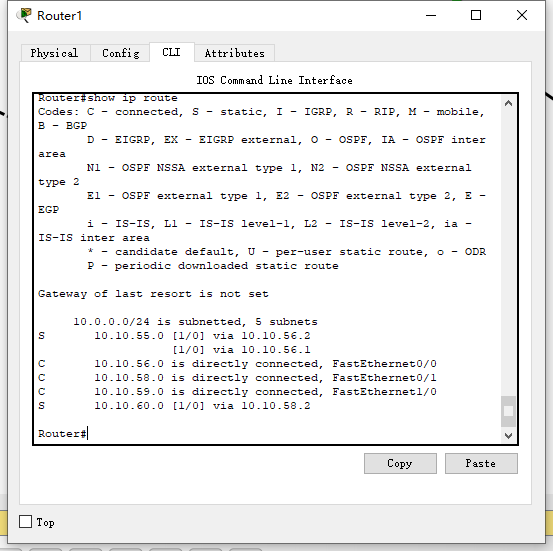 Router1
Physical Config CLI Attributes
IOS Command Line Interface
Router#show ip route
Codes: C - connected, S - static, I - IGRP, R - RIP, M - mobile,
B - BGP
D - EIGRP, EX - EIGRP external, O - OSPF, IA - OSPF inter
area
N1 - OSPF NSSA external type 1, N2 - OSPF NSSA external
type 2
E1 - OSPF external type 1, E2 - OSPF external type 2, E -
EGP
i - IS-IS, L1 - IS-IS level-1, L2 - IS-IS level-2, ia -
IS-IS inter area
* - candidate default, U - per-user static route, o - ODR
P - periodic downloaded static route
Gateway of last resort is not set
10.0.0.0/24 is subnetted, 5 subnets
S 10.10.55.0 [1/0] via 10.10.56.2
[1/0] via 10.10.56.1
C 10.10.56.0 is directly connected, FastEthernet0/0
C 10.10.58.0 is directly connected, FastEthernet0/1
C 10.10.59.0 is directly connected, FastEthernet1/0
S 10.10.60.0 [1/0] via 10.10.58.2
Router#
Copy Paste
Top